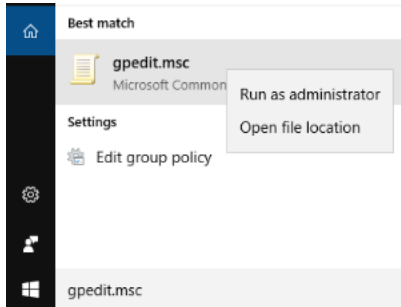 Best match
gpedit.msc
Microsoft Common
Run as administrator
Open file location
Settings
Edit group policy
gpedit.msc